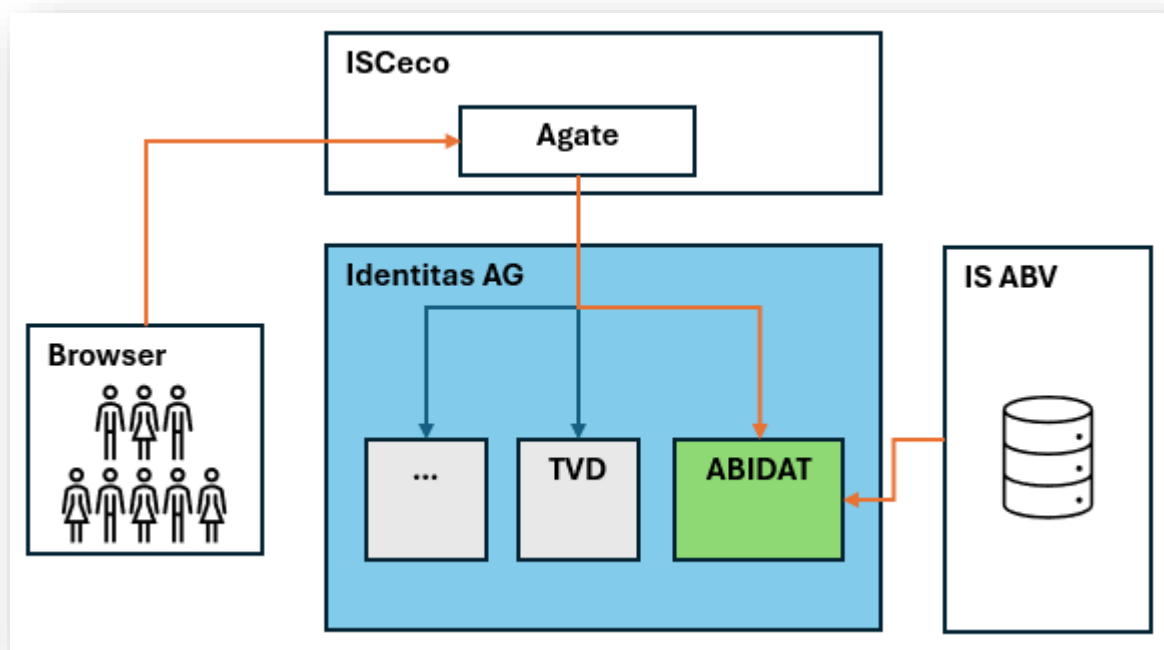 ISCeco
Agate
Identitas AG
IS ABV
Browser
...
TVD
ABIDAT